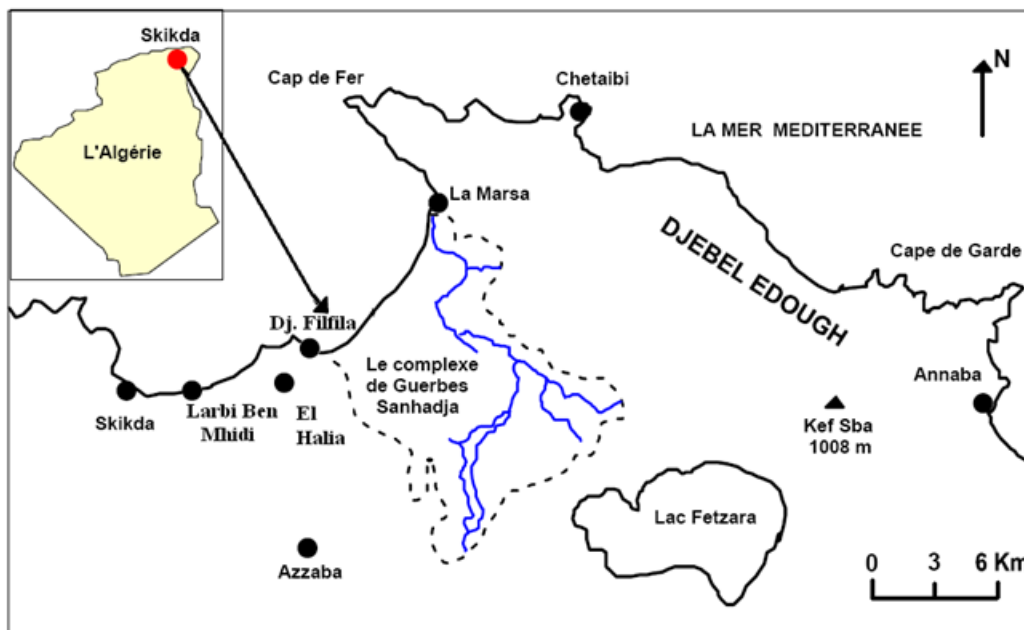 Skikda
L'Algérie
Cap de Fer
Chetaibi
N
LA MER MEDITERRANEE
La Marsa
DJEBEL EDOUGH
Cape de Garde
Dj. Filfila
Le complexe
de Guerbes
Sanhadja
Skikda
Larbi Ben
Mhidi
El
Halia
Annaba
Kef Sba
1008 m
Lac Fetzara
Azzaba
0 3 6 Km